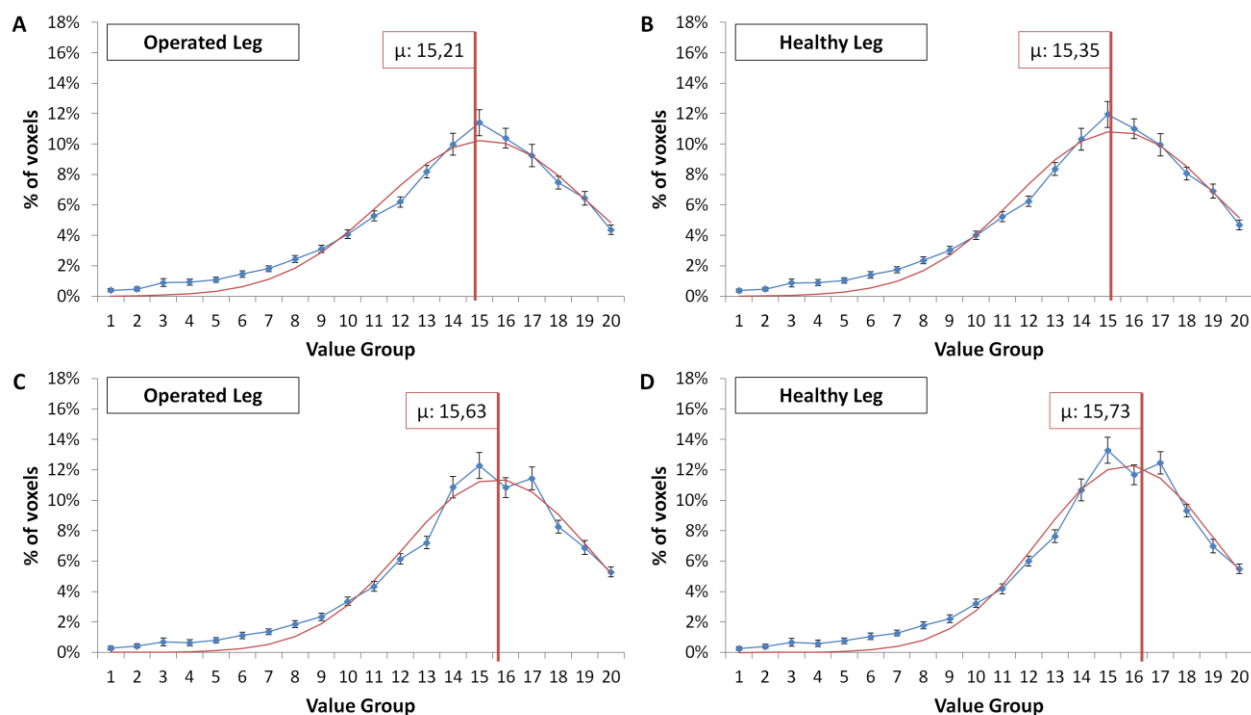 A
Operated Leg
μ: 15,21
% of voxels
18%
16%
14%
12%
10%
8%
6%
4%
2%
0%
1 2 3 4 5 6 7 8 9 10 11 12 13 14 15 16 17 18 19 20
Value Group
B
Healthy Leg
μ: 15,35
% of voxels
18%
16%
14%
12%
10%
8%
6%
4%
2%
0%
1 2 3 4 5 6 7 8 9 10 11 12 13 14 15 16 17 18 19 20
Value Group
C
Operated Leg
μ: 15,63
% of voxels
18%
16%
14%
12%
10%
8%
6%
4%
2%
0%
1 2 3 4 5 6 7 8 9 10 11 12 13 14 15 16 17 18 19 20
Value Group
D
Healthy Leg
μ: 15,73
% of voxels
18%
16%
14%
12%
10%
8%
6%
4%
2%
0%
1 2 3 4 5 6 7 8 9 10 11 12 13 14 15 16 17 18 19 20
Value Group